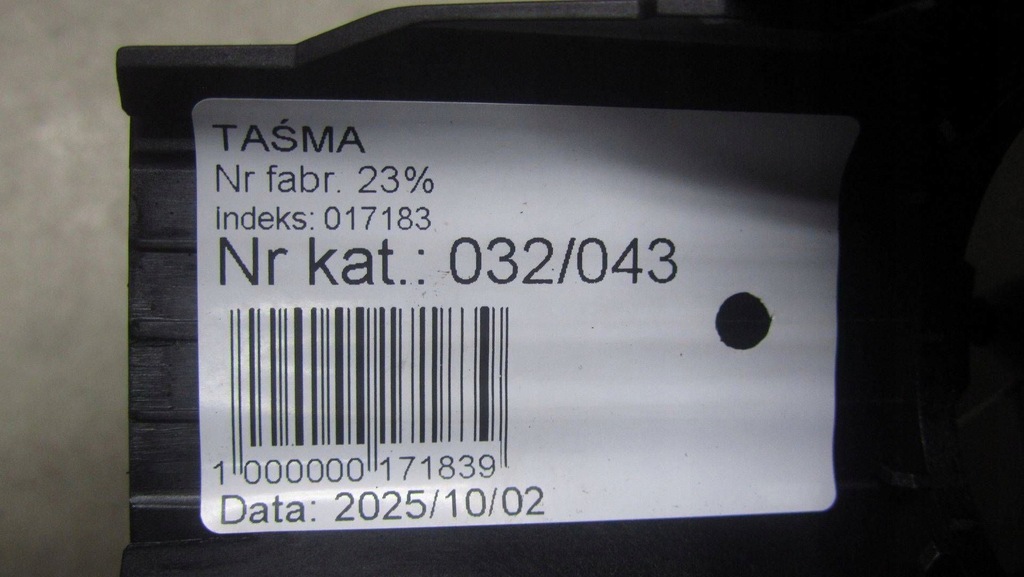 TAŚMA
Nr fabr. 23%
indeks: 017183
Nr kat.: 032/043
1 000000 171839
Data: 2025/10/02